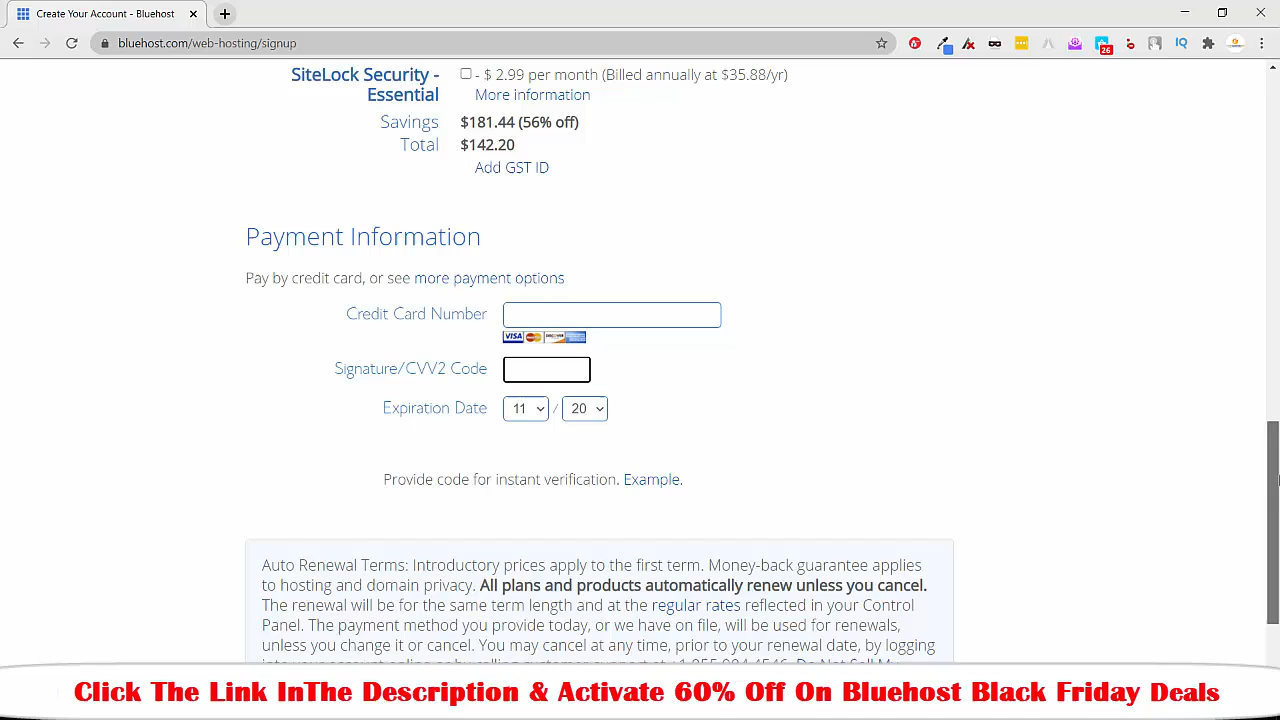 Create Your Account - Bluehost
bluehost.com/web-hosting/signup
26
IQ
SiteLock Security - Essential
- $ 2.99 per month (Billed annually at $35.88/yr)
More information
Savings $181.44 (56% off)
Total $142.20
Add GST ID
Payment Information
Pay by credit card, or see more payment options
Credit Card Number
VISA DISCOVER
Signature/CVV2 Code
Expiration Date 11 / 20
Provide code for instant verification. Example.
Auto Renewal Terms: Introductory prices apply to the first term. Money-back guarantee applies
to hosting and domain privacy. All plans and products automatically renew unless you cancel.
The renewal will be for the same term length and at the regular rates reflected in your Control
Panel. The payment method you provide today, or we have on file, will be used for renewals,
unless you change it or cancel. You may cancel at any time, prior to your renewal date, by logging
Click The Link InThe Description & Activate 60% Off On Bluehost Black Friday Deals